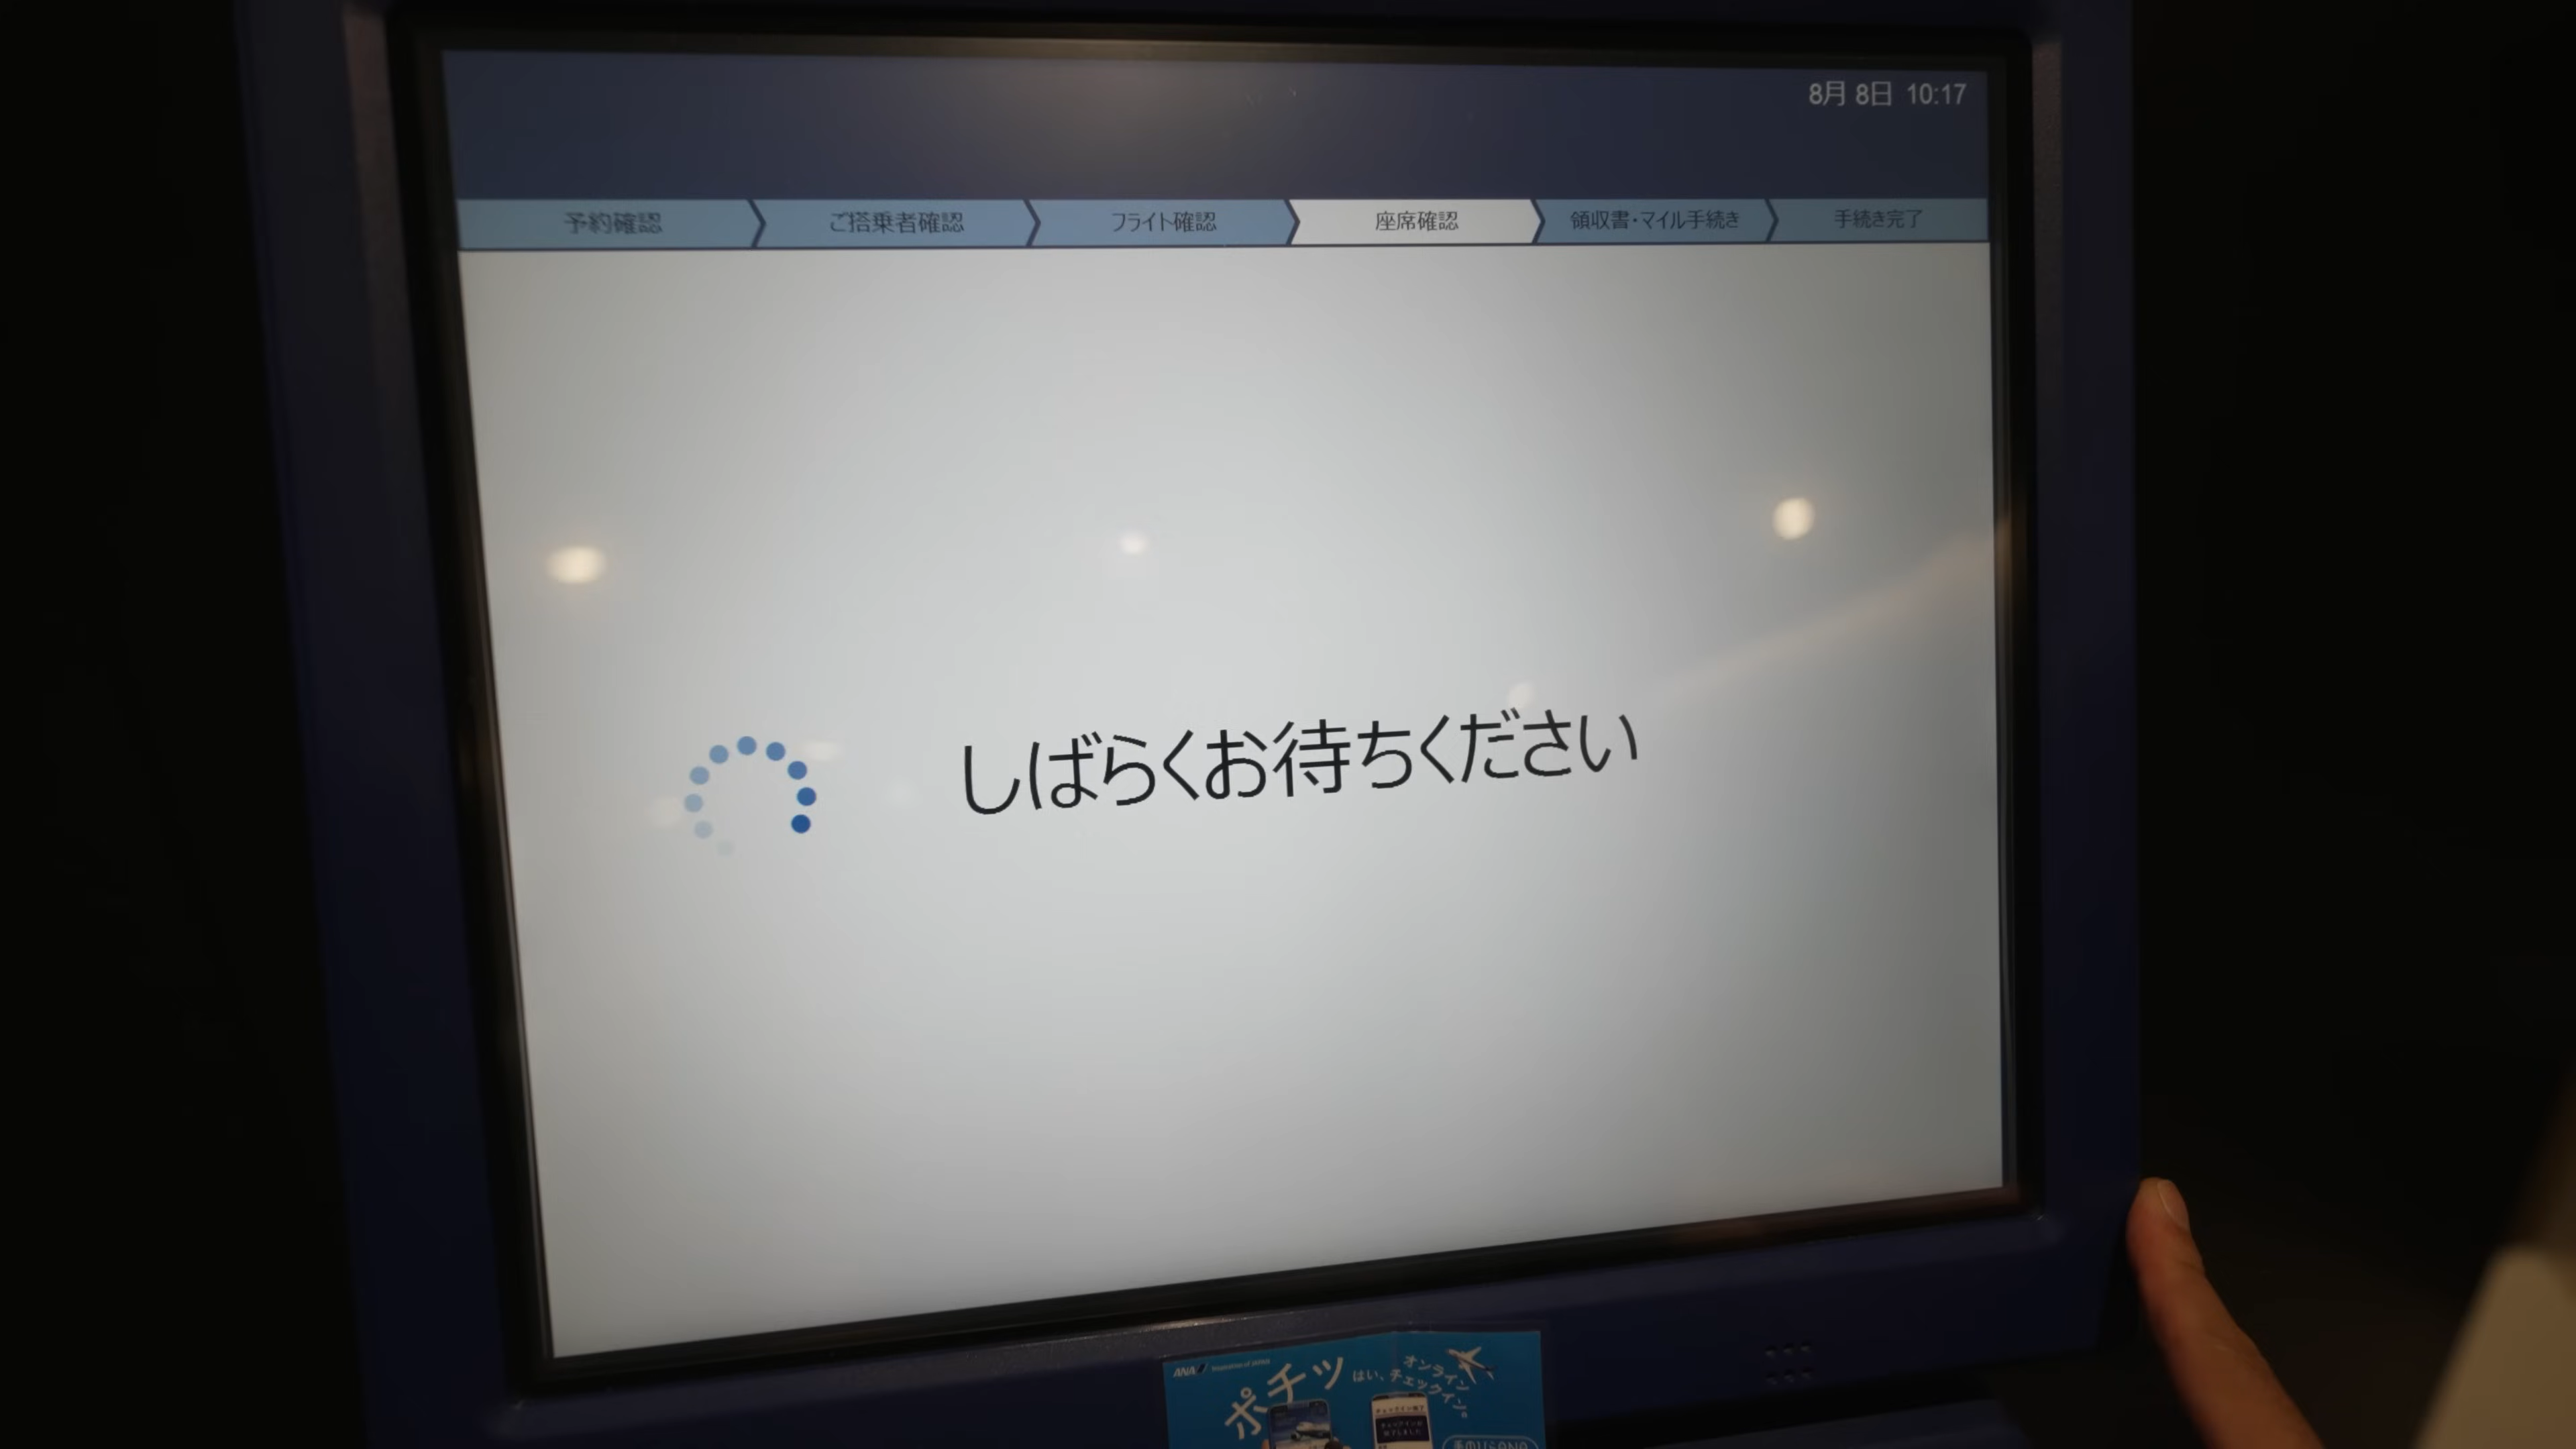 8月 8日 10:17
予約確認 ご搭乗者確認 フライト確認 座席確認 領収書・マイル手続き 手続き完了
しばらくお待ちください
ANA Inspiration of JAPAN
ポチッ
はい、
オンライン
チェックイン。